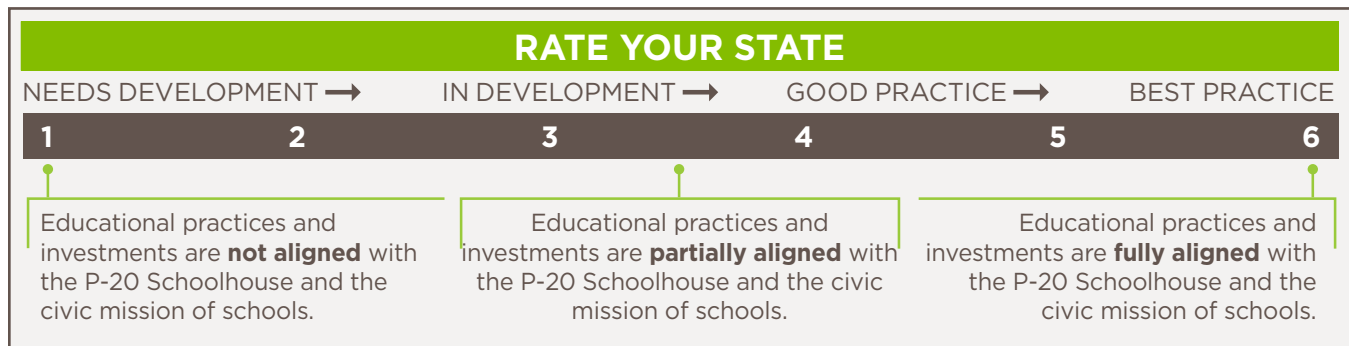 RATE YOUR STATE
NEEDS DEVELOPMENT → IN DEVELOPMENT → GOOD PRACTICE → BEST PRACTICE
1 2 3 4 5 6
Educational practices and
investments are not aligned with
the P-20 Schoolhouse and the
civic mission of schools.
Educational practices and
investments are partially aligned with
the P-20 Schoolhouse and the civic
mission of schools.
Educational practices and
investments are fully aligned with
the P-20 Schoolhouse and the
civic mission of schools.